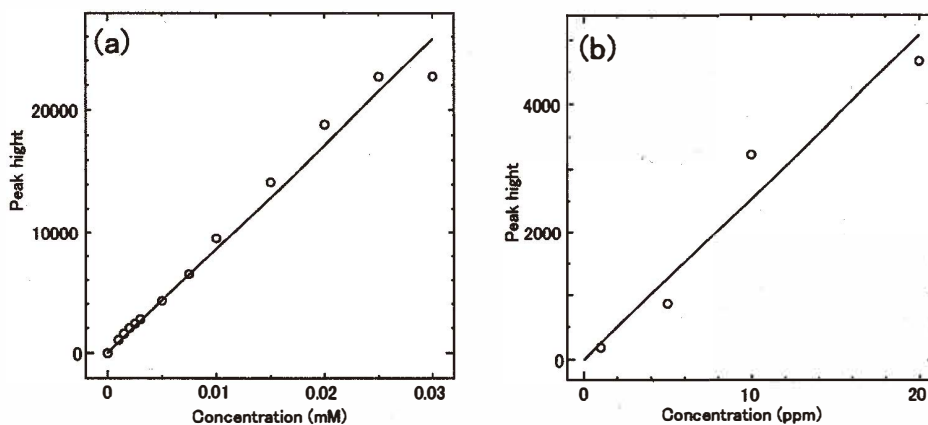 (a)
20000
10000
0
Peak hight
0
0.01
0.02
0.03
Concentration (mM)
(b)
4000
2000
0
Peak hight
0
10
20
Concentration (ppm)